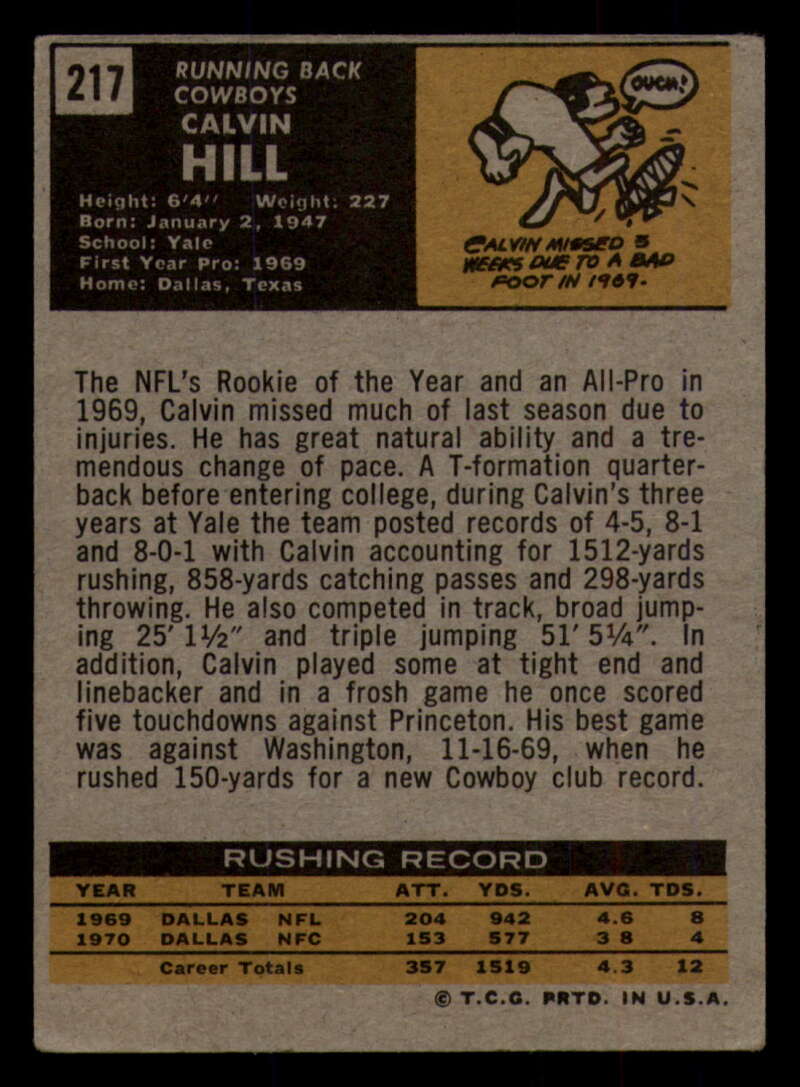 217
RUNNING BACK
COWBOYS
CALVIN
HILL
Height: 6'4" Weight: 227
Born: January 2, 1947
School: Yale
First Year Pro: 1969
Home: Dallas, Texas
OUCH!
CALVIN MISSED 5
WEEKS DUE TO A BAD
FOOT IN 1969.
The NFL's Rookie of the Year and an All-Pro in
1969, Calvin missed much of last season due to
injuries. He has great natural ability and a tre-
mendous change of pace. A T-formation quarter-
back before entering college, during Calvin's three
years at Yale the team posted records of 4-5, 8-1
and 8-0-1 with Calvin accounting for 1512-yards
rushing, 858-yards catching passes and 298-yards
throwing. He also competed in track, broad jump-
ing 25' 1½" and triple jumping 51' 5¼". In
addition, Calvin played some at tight end and
linebacker and in a frosh game he once scored
five touchdowns against Princeton. His best game
was against Washington, 11-16-69, when he
rushed 150-yards for a new Cowboy club record.
RUSHING RECORD
YEAR TEAM ATT. YDS. AVG. TDS.
1969 DALLAS NFL 204 942 4.6 8
1970 DALLAS NFC 153 577 3 8 4
Career Totals 357 1519 4.3 12
© T.C.G. PRTD. IN U.S.A.